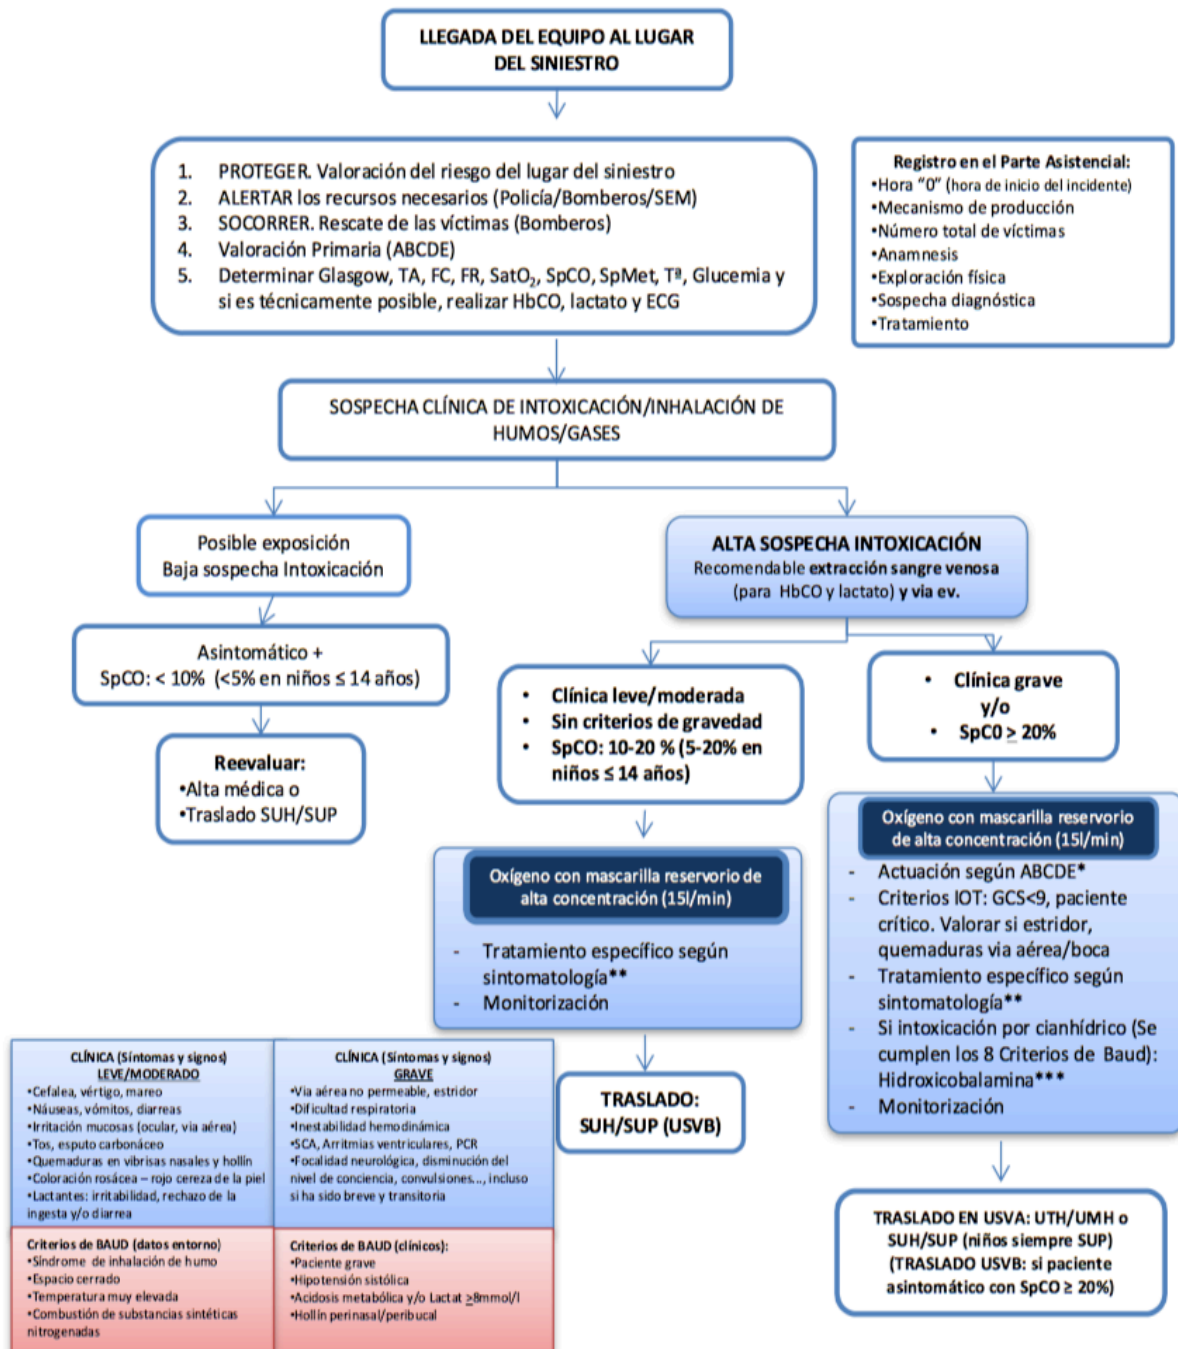 LLEGADA DEL EQUIPO AL LUGAR
DEL SINIESTRO
1. PROTEGER. Valoración del riesgo del lugar del siniestro
2. ALERTAR los recursos necesarios (Policía/Bomberos/SEM)
3. SOCORRER. Rescate de las víctimas (Bomberos)
4. Valoración Primaria (ABCDE)
5. Determinar Glasgow, TA, FC, FR, SatO₂, SpCO, SpMet, Tª, Glucemia y
si es técnicamente posible, realizar HbCO, lactato y ECG
Registro en el Parte Asistencial:
•Hora "0" (hora de inicio del incidente)
•Mecanismo de producción
•Número total de víctimas
•Anamnesis
•Exploración física
•Sospecha diagnóstica
•Tratamiento
SOSPECHA CLÍNICA DE INTOXICACIÓN/INHALACIÓN DE
HUMOS/GASES
Posible exposición
Baja sospecha Intoxicación
Asintomático +
SpCO: < 10% (<5% en niños ≤ 14 años)
Reevaluar:
•Alta médica o
•Traslado SUH/SUP
ALTA SOSPECHA INTOXICACIÓN
Recomendable extracción sangre venosa
(para HbCO y lactato) y via ev.
• Clínica leve/moderada
• Sin criterios de gravedad
• SpCO: 10-20 % (5-20% en
niños ≤ 14 años)
Oxígeno con mascarilla reservorio de
alta concentración (15l/min)
- Tratamiento específico según
sintomatología**
- Monitorización
TRASLADO:
SUH/SUP (USVB)
• Clínica grave
y/o
• SpC0 ≥ 20%
Oxígeno con mascarilla reservorio
de alta concentración (15l/min)
- Actuación según ABCDE*
- Criterios IOT: GCS<9, paciente
crítico. Valorar si estridor,
quemaduras via aérea/boca
- Tratamiento específico según
sintomatología**
- Si intoxicación por cianhídrico (Se
cumplen los 8 Criterios de Baud):
Hidroxicobalamina***
- Monitorización
TRASLADO EN USVA: UTH/UMH o
SUH/SUP (niños siempre SUP)
(TRASLADO USVB: si paciente
asintomático con SpCO ≥ 20%)
CLÍNICA (Síntomas y signos)
LEVE/MODERADO
•Cefalea, vértigo, mareo
•Náuseas, vómitos, diarreas
•Irritación mucosas (ocular, via aérea)
•Tos, esputo carbonáceo
•Quemaduras en vibrisas nasales y hollín
•Coloración rosácea – rojo cereza de la piel
•Lactantes: irritabilidad, rechazo de la
ingesta y/o diarrea
CLÍNICA (Síntomas y signos)
GRAVE
•Via aérea no permeable, estridor
•Dificultad respiratoria
•Inestabilidad hemodinámica
•SCA, Arritmias ventriculares, PCR
•Focalidad neurológica, disminución del
nivel de conciencia, convulsiones..., incluso
si ha sido breve y transitoria
Criterios de BAUD (datos entorno)
•Síndrome de inhalación de humo
•Espacio cerrado
•Temperatura muy elevada
•Combustión de substancias sintéticas
nitrogenadas
Criterios de BAUD (clínicos):
•Paciente grave
•Hipotensión sistólica
•Acidosis metabólica y/o Lactat ≥8mmol/l
•Hollín perinasal/peribucal